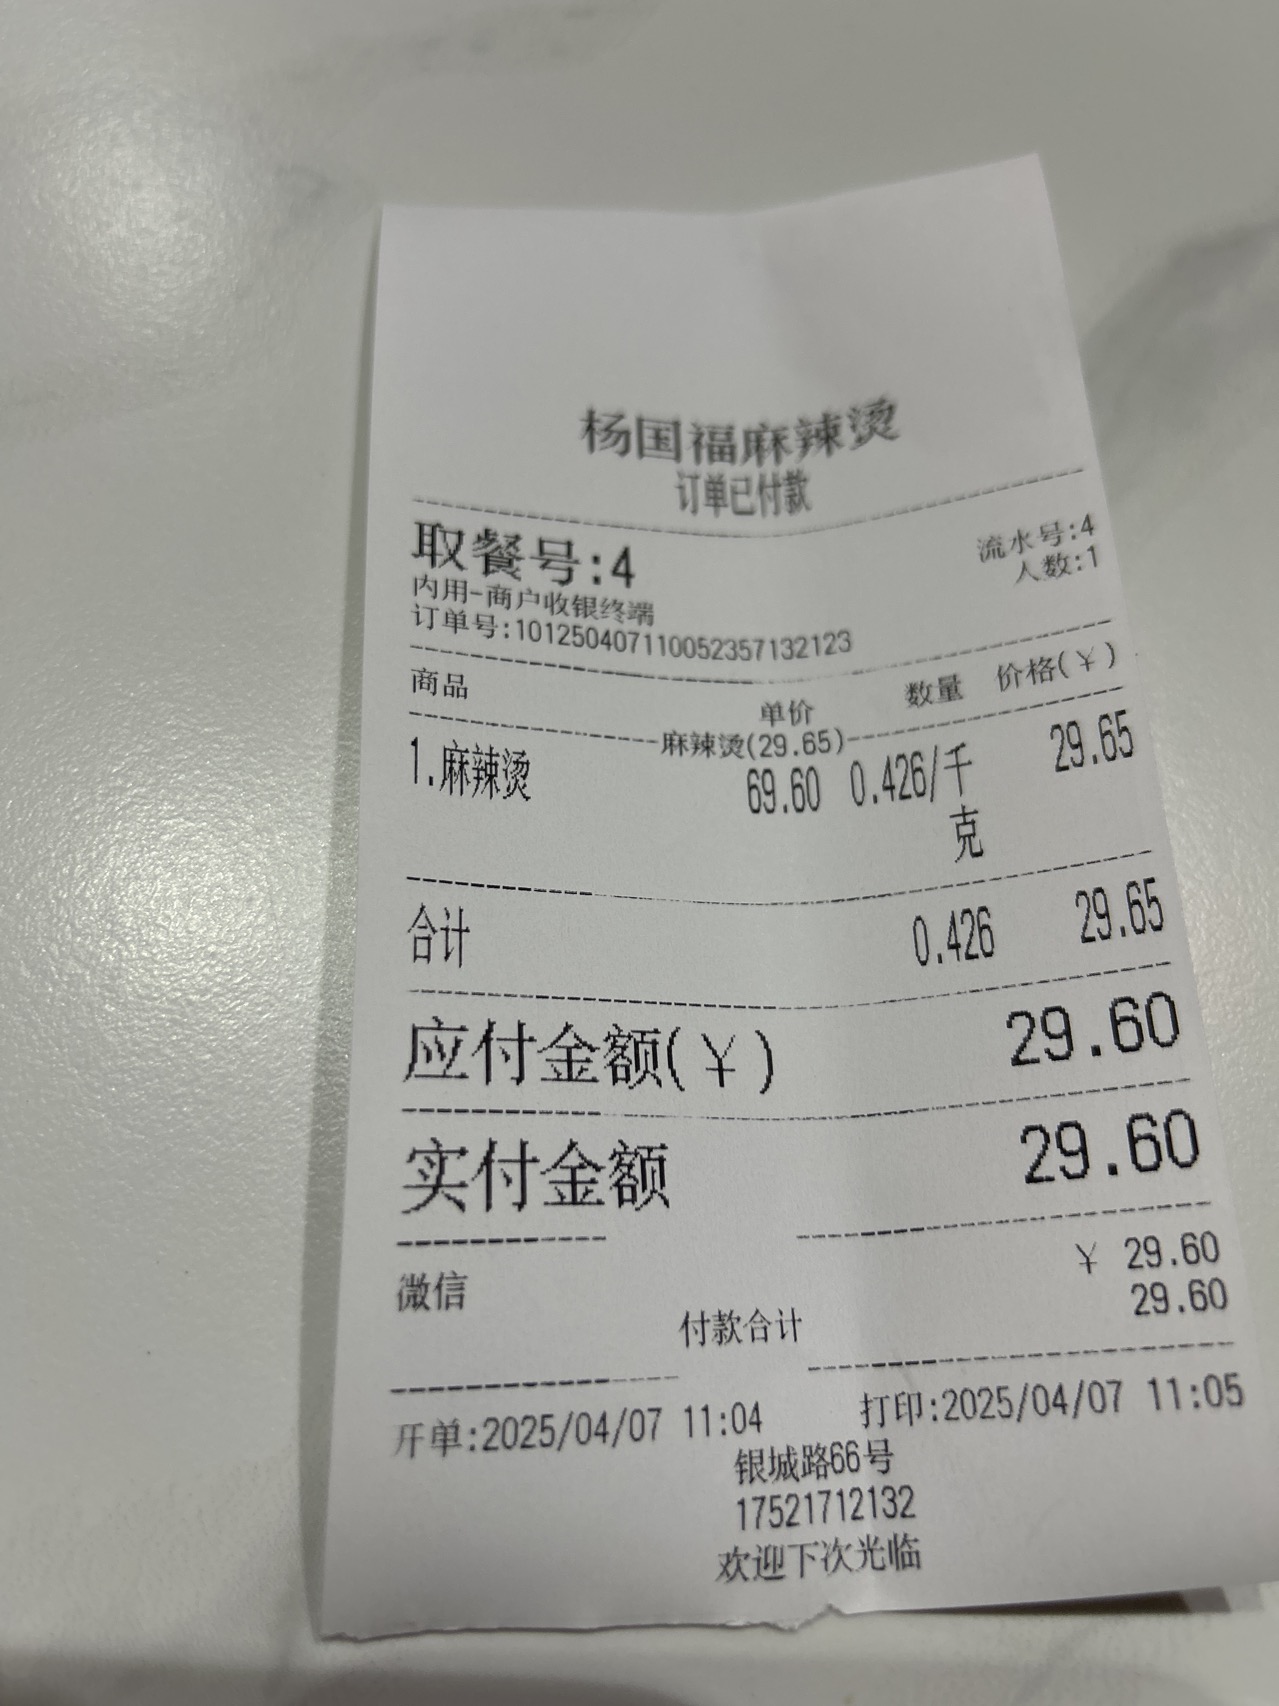 杨国福麻辣烫
订单已付款
取餐号:4 流水号:4
内用-商户收银终端 人数:1
订单号:101250407110052357132123
商品 单价 数量 价格(¥)
麻辣烫(29.65)
1.麻辣烫 69.60 0.426/千克 29.65
合计 0.426 29.65
应付金额(¥) 29.60
实付金额 29.60
微信 ¥ 29.60
付款合计 29.60
开单:2025/04/07 11:04 打印:2025/04/07 11:05
银城路66号
17521712132
欢迎下次光临